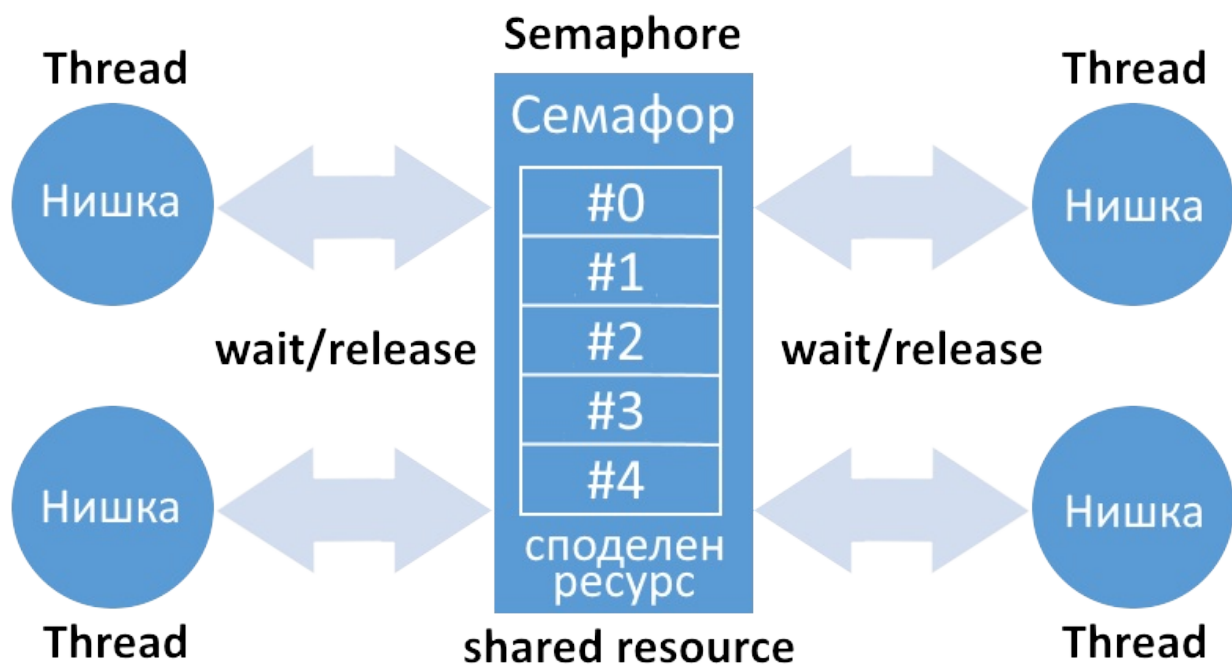 Semaphore
Thread
Thread
Семафор
Нишка
Нишка
#0
#1
#2
#3
#4
wait/release
wait/release
Нишка
Нишка
споделен
ресурс
Thread
shared resource
Thread